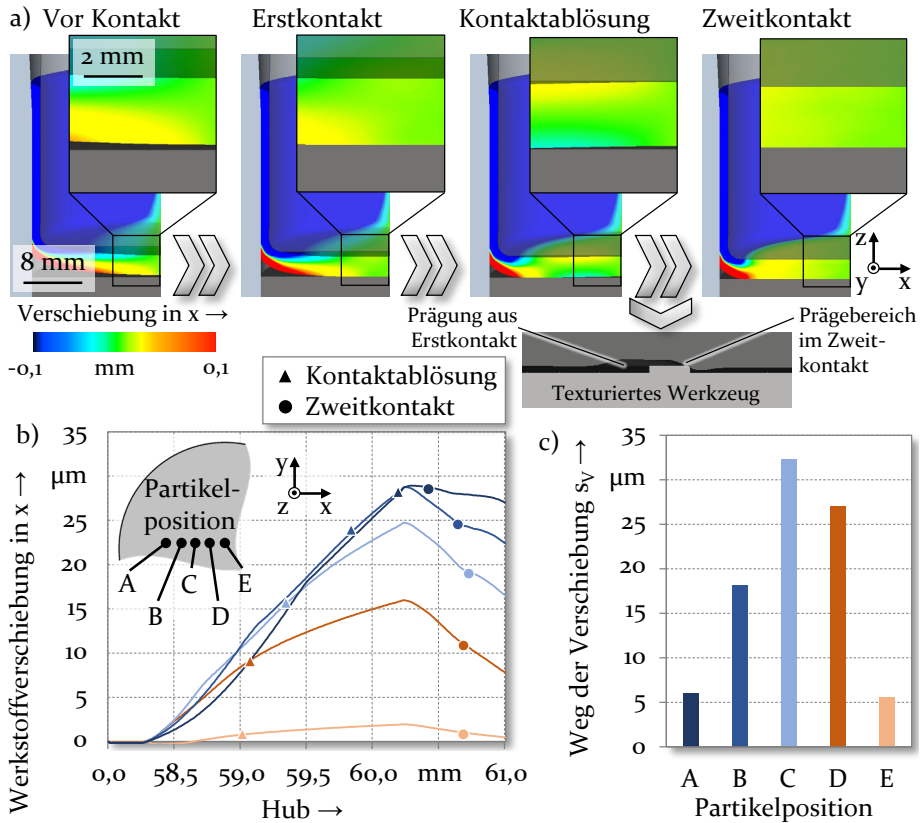 a) Vor Kontakt Erstkontakt Kontaktablösung Zweitkontakt
2 mm
8 mm
z
y x
Verschiebung in x →
-0,1 mm 0,1
Prägung aus
Erstkontakt
Prägebereich
im Zweit-
kontakt
Texturiertes Werkzeug
Kontaktablösung
Zweitkontakt
b)
Werkstoffverschiebung in x →
35
µm
25
20
15
10
5
0
Partikel-
position
A B C D E
y
z x
0,0 58,5 59,0 59,5 60,0 mm 61,0
Hub →
c)
Weg der Verschiebung sV →
35
µm
25
20
15
10
5
0
A B C D E
Partikelposition